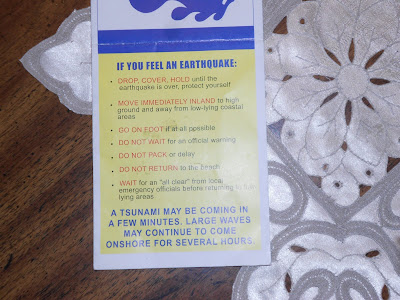 IF YOU FEEL AN EARTHQUAKE:
• DROP, COVER, HOLD until the
earthquake is over, protect yourself
• MOVE IMMEDIATELY INLAND to high
ground and away from low-lying coastal
areas
• GO ON FOOT if at all possible
• DO NOT WAIT for an official warning
• DO NOT PACK or delay
• DO NOT RETURN to the beach
• WAIT for an "all clear" from local
emergency officials before returning to low-
lying areas
A TSUNAMI MAY BE COMING IN
A FEW MINUTES. LARGE WAVES
MAY CONTINUE TO COME
ONSHORE FOR SEVERAL HOURS.